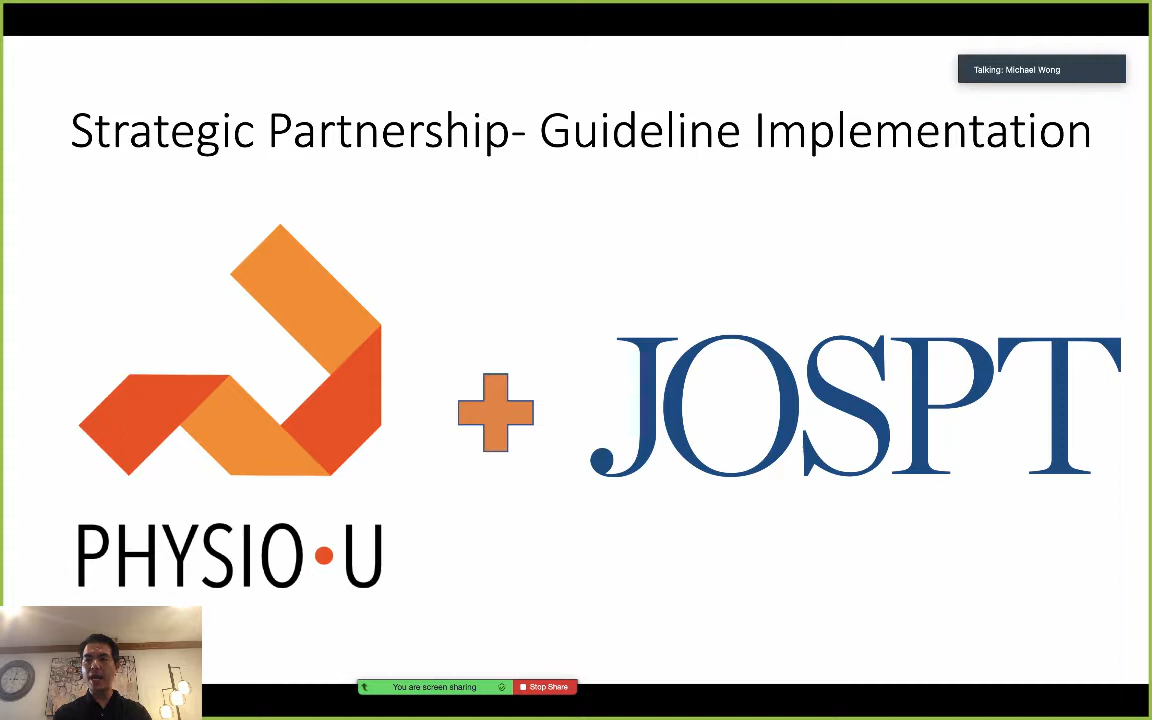 Talking: Michael Wong
Strategic Partnership- Guideline Implementation
JOSPT
PHYSIO•U
You are screen sharing
Stop Share